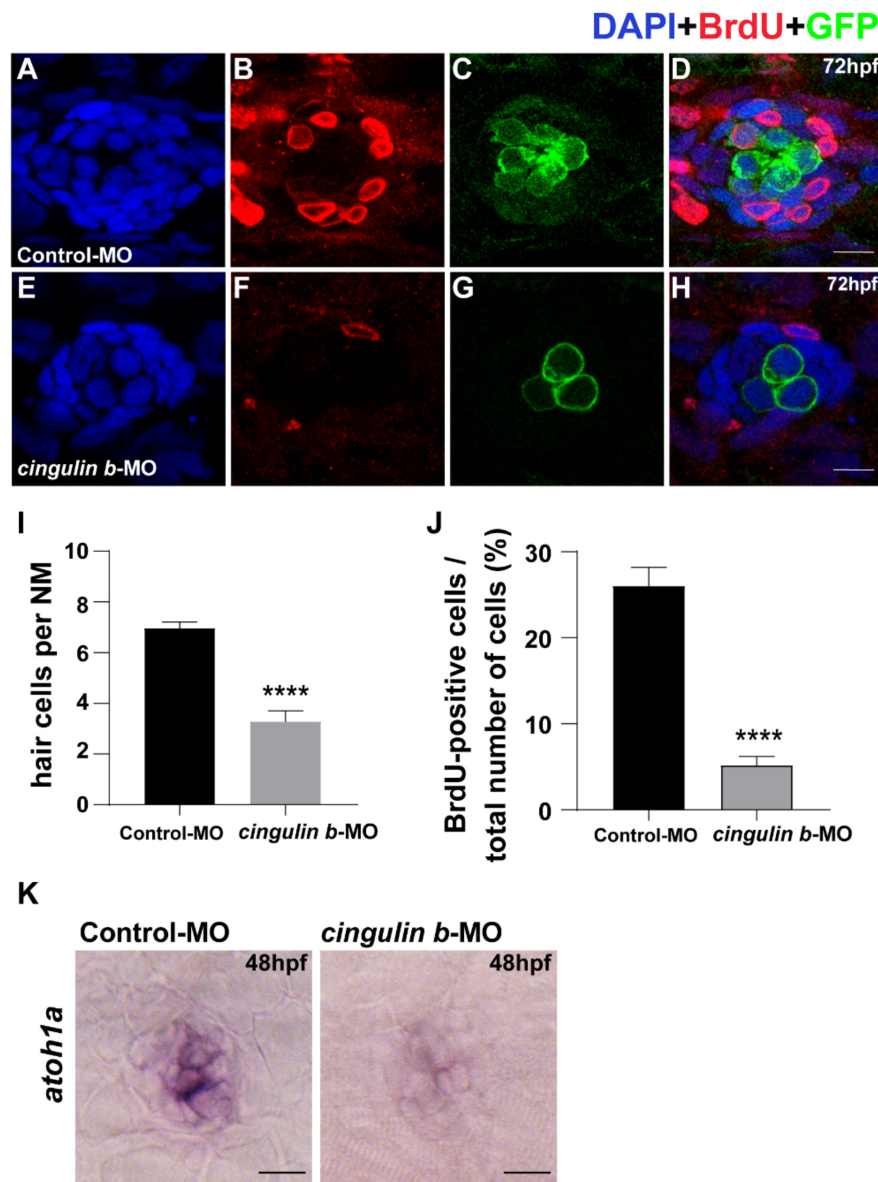 DAPI+BrdU+GFP
A
B
C
D
72hpf
Control-MO
E
F
G
H
72hpf
cingulin b-MO
I
hair cells per NM
10
8
6
4
2
0
Control-MO
cingulin b-MO
****
J
BrdU-positive cells /
total number of cells (%)
30
20
10
0
Control-MO
cingulin b-MO
****
K
Control-MO
cingulin b-MO
48hpf
48hpf
atoh1a